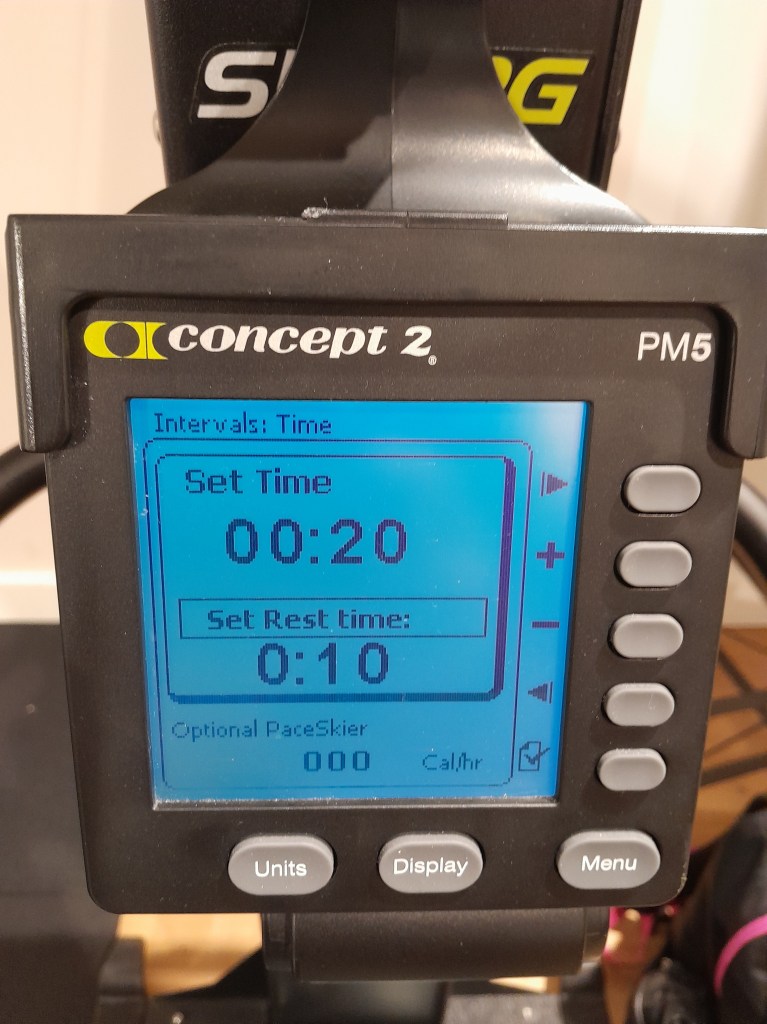 concept 2®
PM5
Intervals: Time
Set Time
00:20
Set Rest time:
0:10
Optional PaceSkier
000 Cal/hr
Units Display Menu